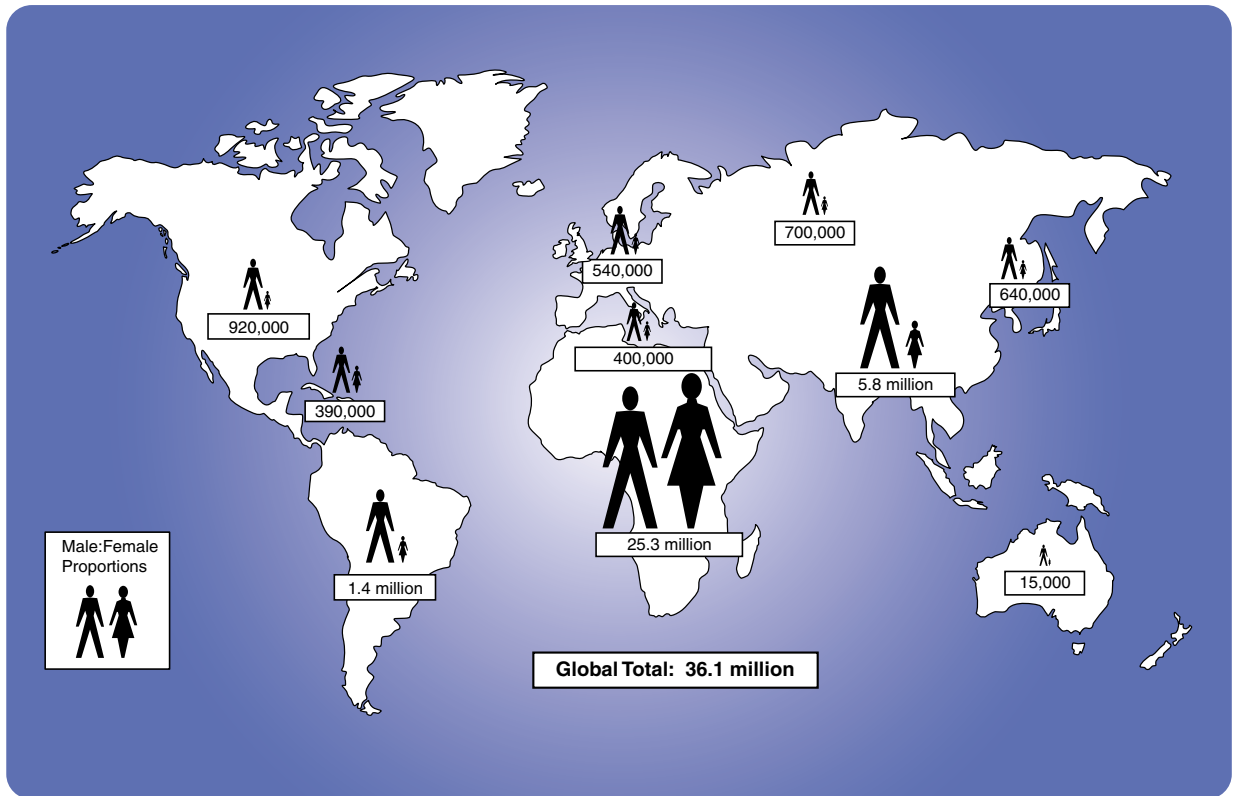 700,000
540,000
640,000
920,000
400,000
5.8 million
390,000
25.3 million
Male:Female
Proportions
1.4 million
15,000
Global Total: 36.1 million